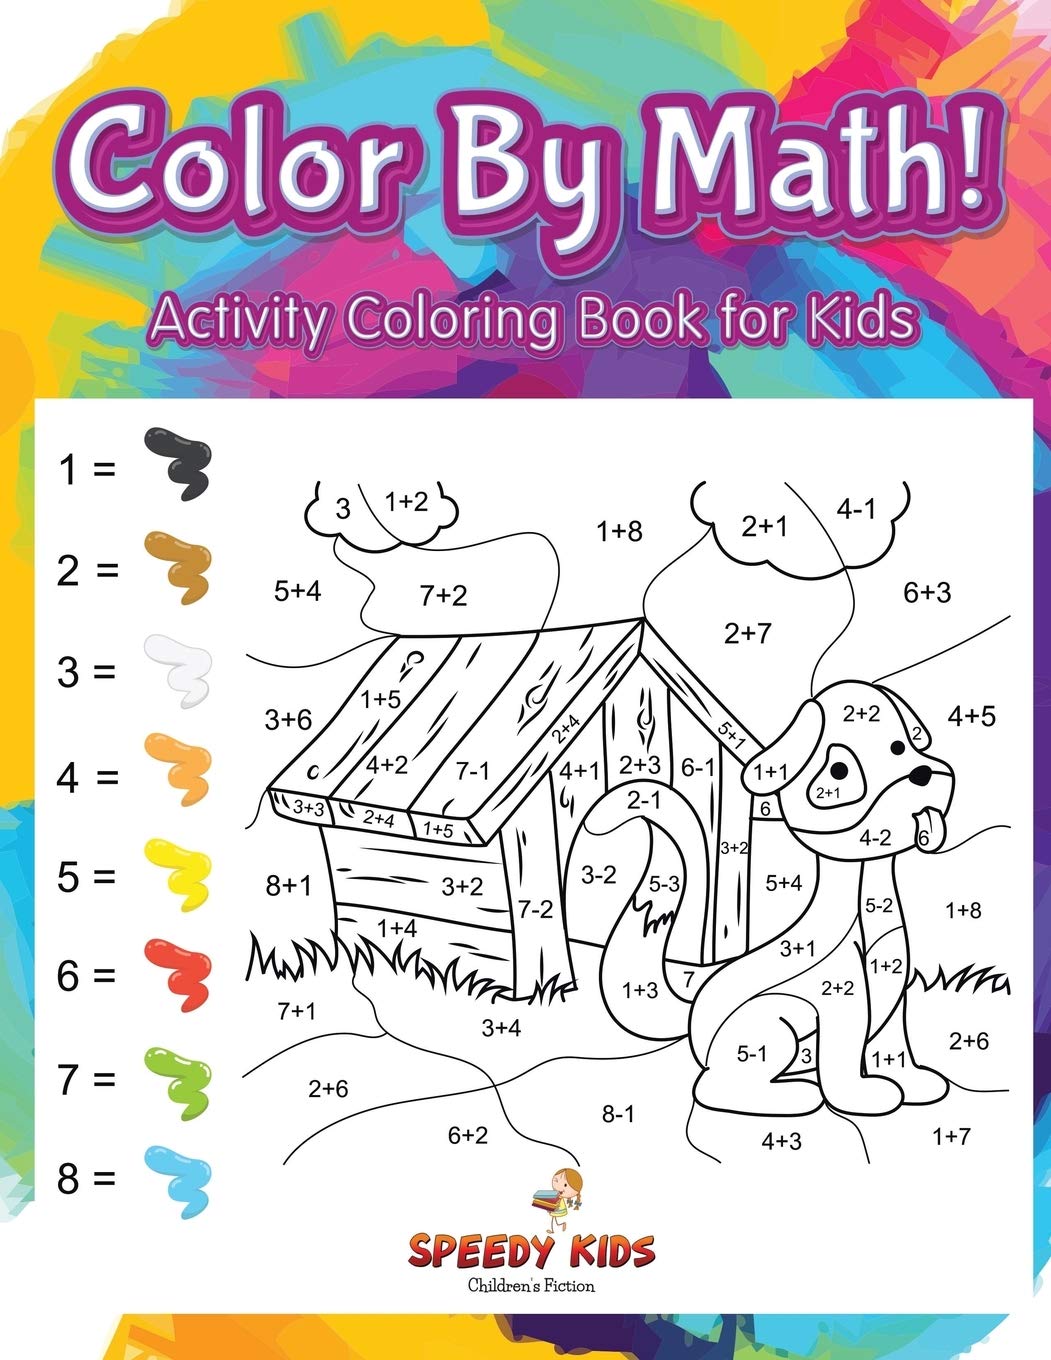 Color By Math!
Activity Coloring Book for Kids
1 =
2 =
3 =
4 =
5 =
6 =
7 =
8 =
3 1+2 2+1 4-1
1+8
5+4 7+2 6+3
2+7
1+5 2+2 2
3+6 2+4 5+1 4+5
4+2 7-1 4+1 2+3 6-1 1+1
2+1
3+3 2+4 1+5 2-1 6
4-2 6
3+2
8+1 3+2 3-2 5-3 5+4
7-2 5-2 1+8
1+4 3+1
1+2
7 1+3 2+2
7+1 3+4
5-1 3 1+1 2+6
2+6
6+2 8-1 4+3 1+7
SPEEDY KIDS
Children's Fiction